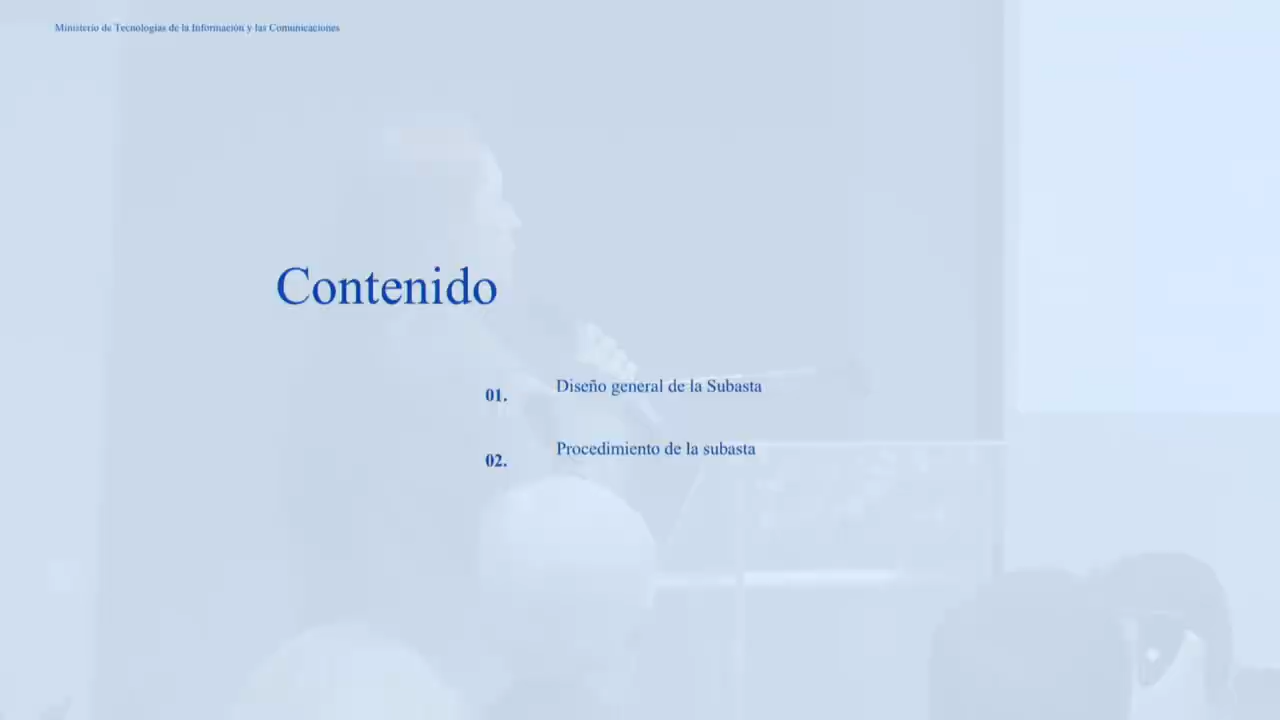 Ministerio de Tecnologías de la Información y las Comunicaciones
Contenido
01. Diseño general de la Subasta
02. Procedimiento de la subasta